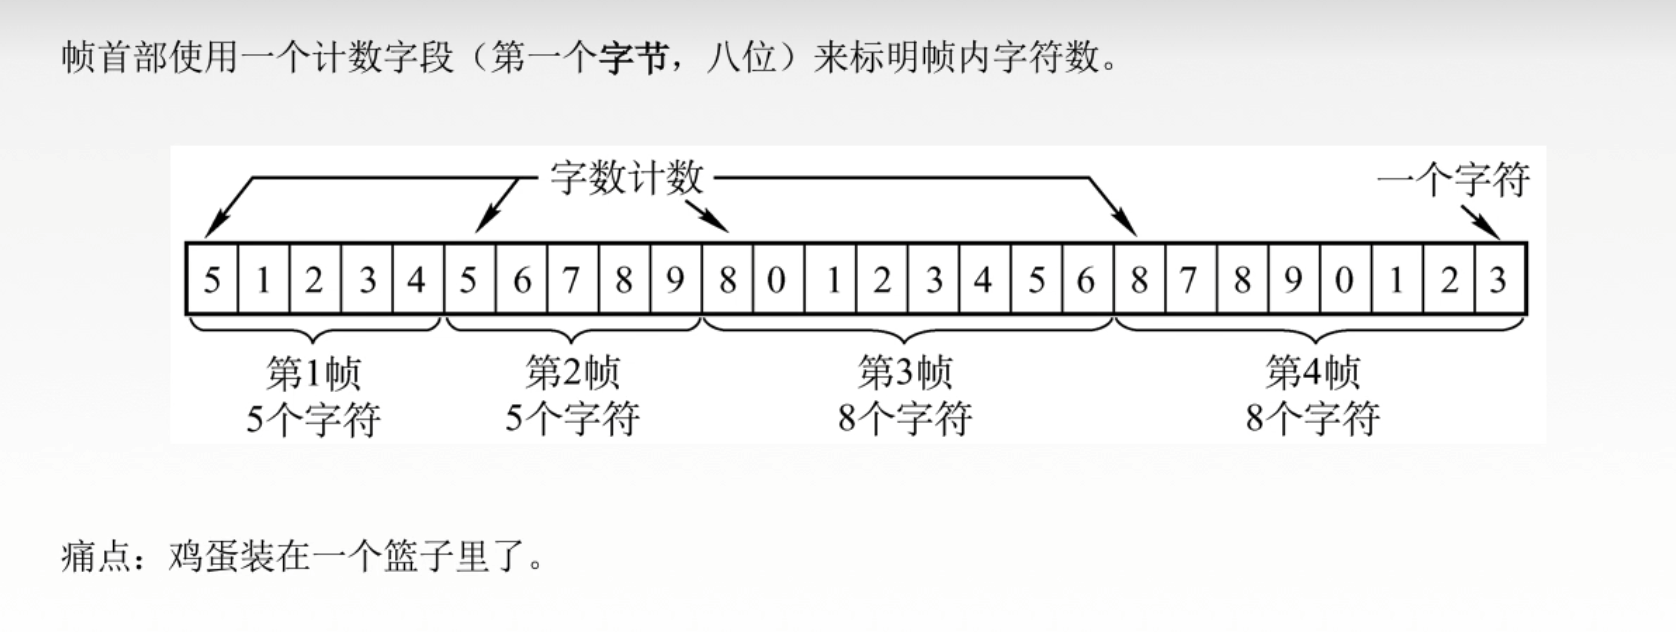 帧首部使用一个计数字段（第一个字节，八位）来标明帧内字符数。
字数计数
一个字符
5 1 2 3 4 5 6 7 8 9 8 0 1 2 3 4 5 6 8 7 8 9 0 1 2 3
第1帧 第2帧 第3帧 第4帧
5个字符 5个字符 8个字符 8个字符
痛点：鸡蛋装在一个篮子里了。